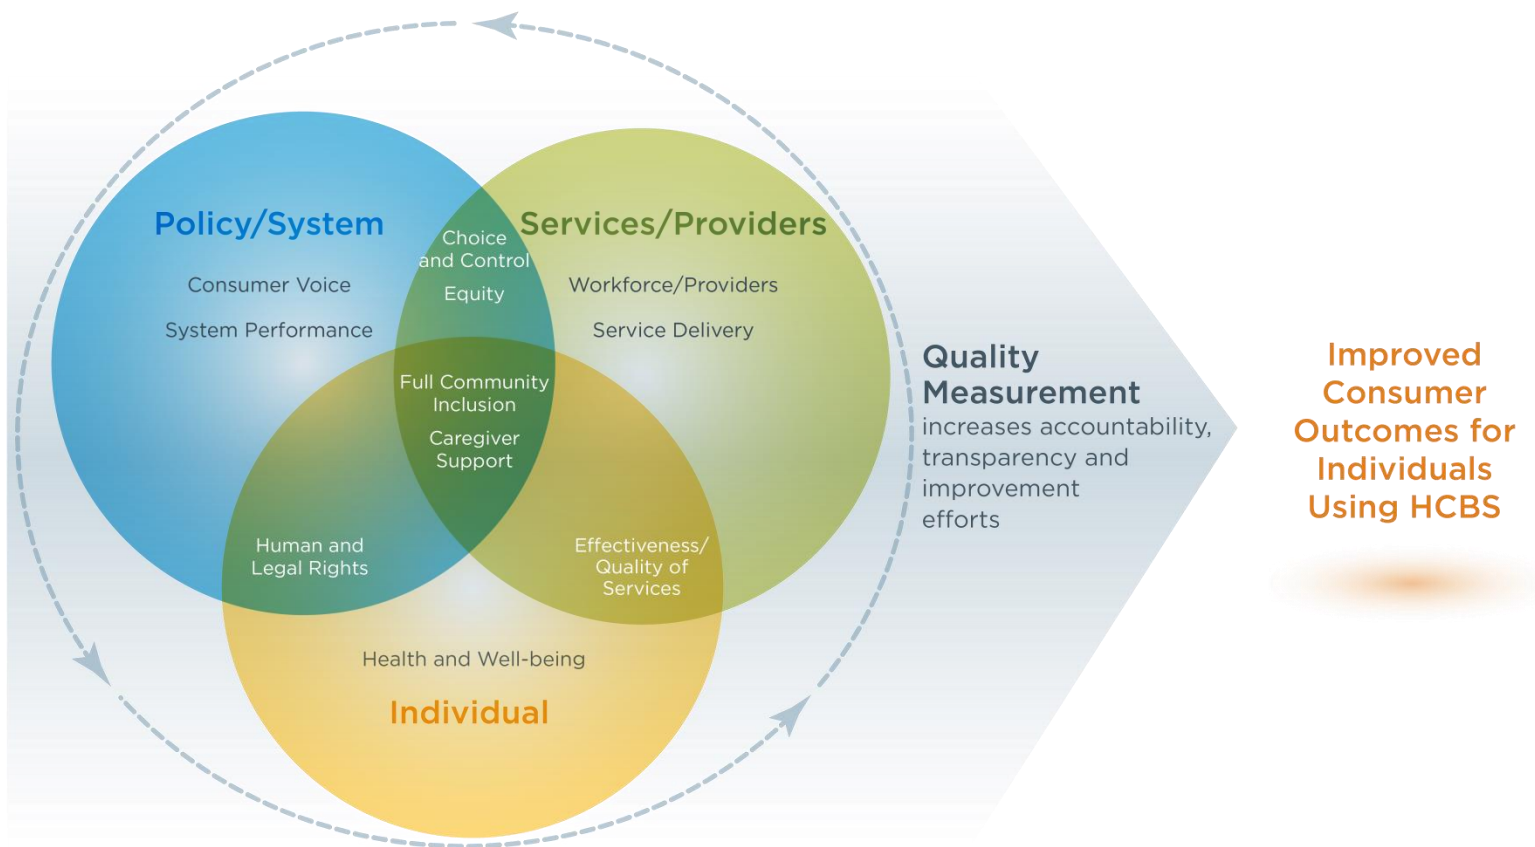 Policy/System
Consumer Voice
System Performance
Choice
and Control
Equity
Services/Providers
Workforce/Providers
Service Delivery
Full Community
Inclusion
Caregiver
Support
Human and
Legal Rights
Effectiveness/
Quality of
Services
Health and Well-being
Individual
Quality
Measurement
increases accountability,
transparency and
improvement
efforts
Improved
Consumer
Outcomes for
Individuals
Using HCBS